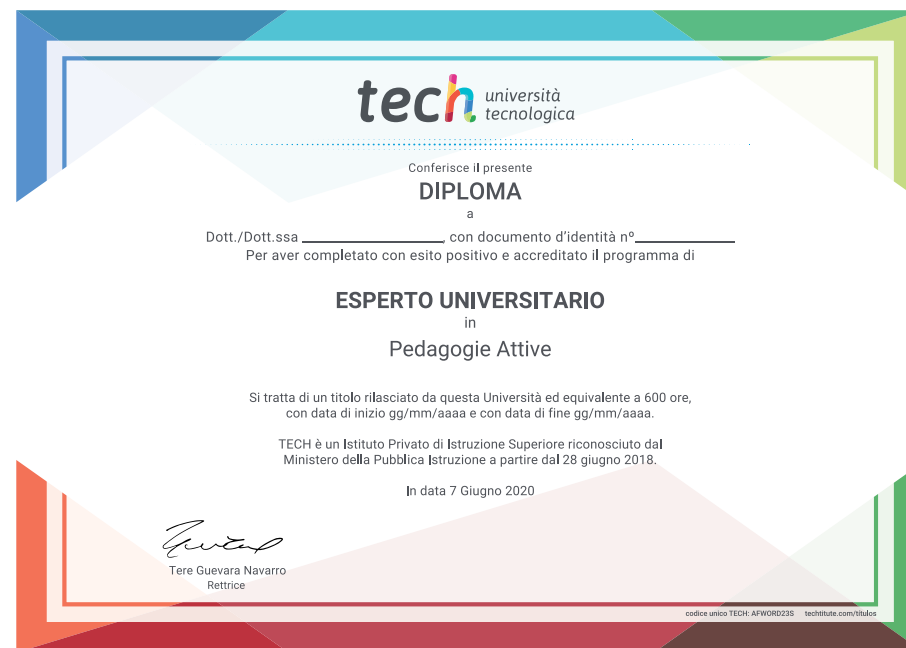 tech università
tecnologica
Conferisce il presente
DIPLOMA
a
Dott./Dott.ssa ____________, con documento d'identità nº____________
Per aver completato con esito positivo e accreditato il programma di
ESPERTO UNIVERSITARIO
in
Pedagogie Attive
Si tratta di un titolo rilasciato da questa Università ed equivalente a 600 ore,
con data di inizio gg/mm/aaaa e con data di fine gg/mm/aaaa.
TECH è un Istituto Privato di Istruzione Superiore riconosciuto dal
Ministero della Pubblica Istruzione a partire dal 28 giugno 2018.
In data 7 Giugno 2020
Tere Guevara Navarro
Rettrice
codice unico TECH: AFWORD23S techtitute.com/títulos